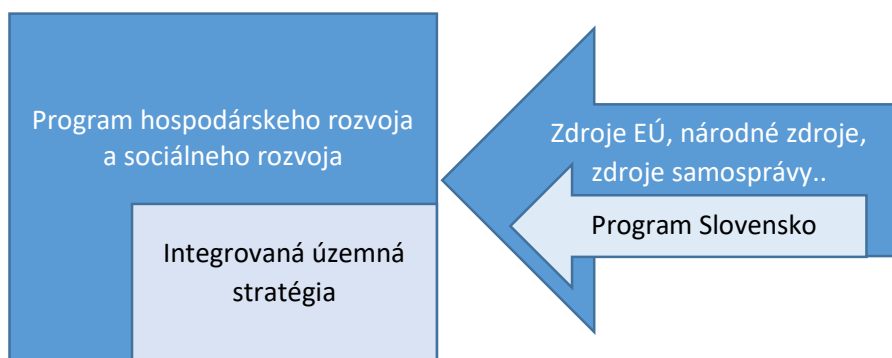 Program hospodárskeho rozvoja
a sociálneho rozvoja
Integrovaná územná
stratégia
Zdroje EÚ, národné zdroje,
zdroje samosprávy..
Program Slovensko